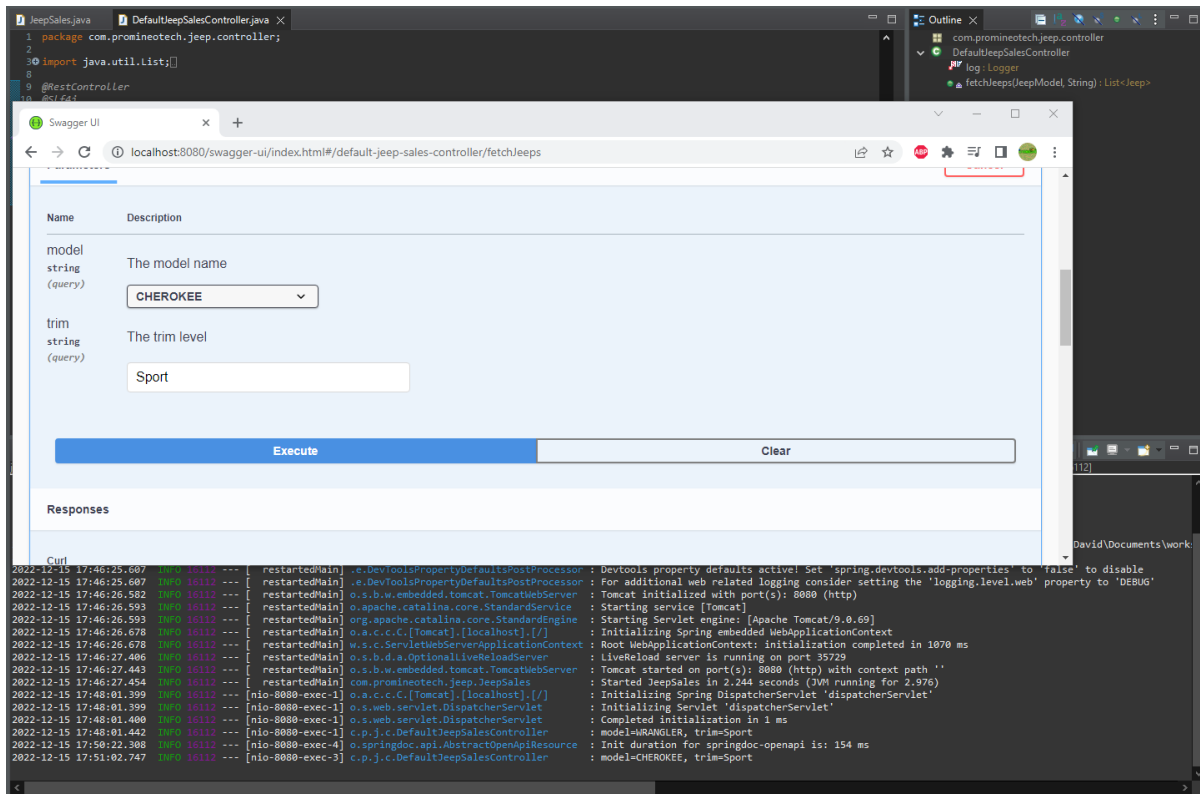 JeepSales.java
DefaultJeepSalesController.java
1 package com.promineotech.jeep.controller;
2
3 import java.util.List;
8
9 @RestController
10 @Slf4j
Outline
com.promineotech.jeep.controller
DefaultJeepSalesController
log : Logger
fetchJeeps(JeepModel, String) : List<Jeep>
Swagger UI
localhost:8080/swagger-ui/index.html#/default-jeep-sales-controller/fetchJeeps
ABP
Parameters
Cancel
Name Description
model
string
(query)
The model name
CHEROKEE
trim
string
(query)
The trim level
Sport
Execute Clear
Responses
Curl
112]
David\Documents\work
2022-12-15 17:46:25.607 INFO 16112 --- [ restartedMain] .e.DevToolsPropertyDefaultsPostProcessor : Devtools property defaults active! Set 'spring.devtools.add-properties' to 'false' to disable
2022-12-15 17:46:25.607 INFO 16112 --- [ restartedMain] .e.DevToolsPropertyDefaultsPostProcessor : For additional web related logging consider setting the 'logging.level.web' property to 'DEBUG'
2022-12-15 17:46:26.582 INFO 16112 --- [ restartedMain] o.s.b.w.embedded.tomcat.TomcatWebServer : Tomcat initialized with port(s): 8080 (http)
2022-12-15 17:46:26.593 INFO 16112 --- [ restartedMain] o.apache.catalina.core.StandardService : Starting service [Tomcat]
2022-12-15 17:46:26.593 INFO 16112 --- [ restartedMain] org.apache.catalina.core.StandardEngine : Starting Servlet engine: [Apache Tomcat/9.0.69]
2022-12-15 17:46:26.678 INFO 16112 --- [ restartedMain] o.a.c.c.C.[Tomcat].[localhost].[/] : Initializing Spring embedded WebApplicationContext
2022-12-15 17:46:26.678 INFO 16112 --- [ restartedMain] w.s.c.ServletWebServerApplicationContext : Root WebApplicationContext: initialization completed in 1070 ms
2022-12-15 17:46:27.406 INFO 16112 --- [ restartedMain] o.s.b.d.a.OptionalLiveReloadServer : LiveReload server is running on port 35729
2022-12-15 17:46:27.443 INFO 16112 --- [ restartedMain] o.s.b.w.embedded.tomcat.TomcatWebServer : Tomcat started on port(s): 8080 (http) with context path ''
2022-12-15 17:46:27.454 INFO 16112 --- [ restartedMain] com.promineotech.jeep.JeepSales : Started JeepSales in 2.244 seconds (JVM running for 2.976)
2022-12-15 17:48:01.399 INFO 16112 --- [nio-8080-exec-1] o.a.c.c.C.[Tomcat].[localhost].[/] : Initializing Spring DispatcherServlet 'dispatcherServlet'
2022-12-15 17:48:01.399 INFO 16112 --- [nio-8080-exec-1] o.s.web.servlet.DispatcherServlet : Initializing Servlet 'dispatcherServlet'
2022-12-15 17:48:01.400 INFO 16112 --- [nio-8080-exec-1] o.s.web.servlet.DispatcherServlet : Completed initialization in 1 ms
2022-12-15 17:48:01.442 INFO 16112 --- [nio-8080-exec-1] c.p.j.c.DefaultJeepSalesController : model=WRANGLER, trim=Sport
2022-12-15 17:50:22.308 INFO 16112 --- [nio-8080-exec-4] o.springdoc.api.AbstractOpenApiResource : Init duration for springdoc-openapi is: 154 ms
2022-12-15 17:51:02.747 INFO 16112 --- [nio-8080-exec-3] c.p.j.c.DefaultJeepSalesController : model=CHEROKEE, trim=Sport